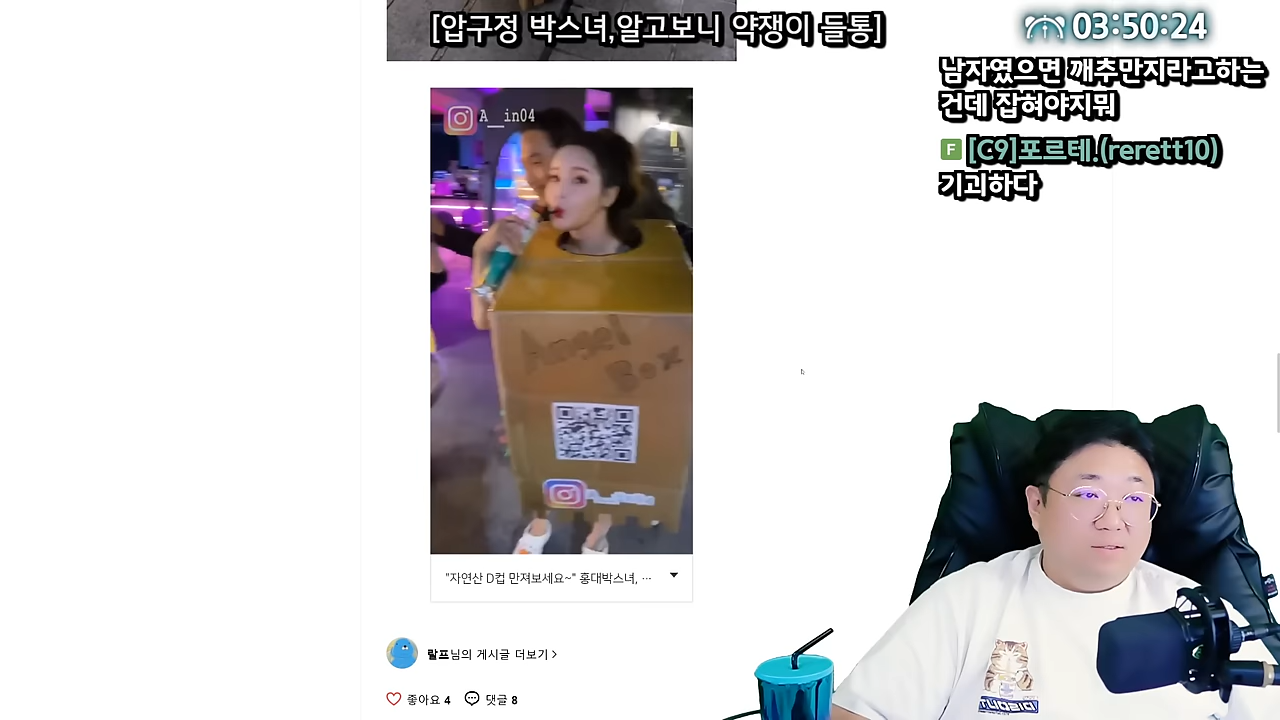 [압구정 박스녀,알고보니 약쟁이 들통]
03:50:24
남자였으면 깨추만지라고하는
건데 잡혀야지뭐
F [C9]포르테.(rerett10)
기괴하다
A__in04
Angel
Box
"자연산 D컵 만져보세요~" 홍대박스녀, ...
랄프님의 게시글 더보기 >
좋아요 4 댓글 8